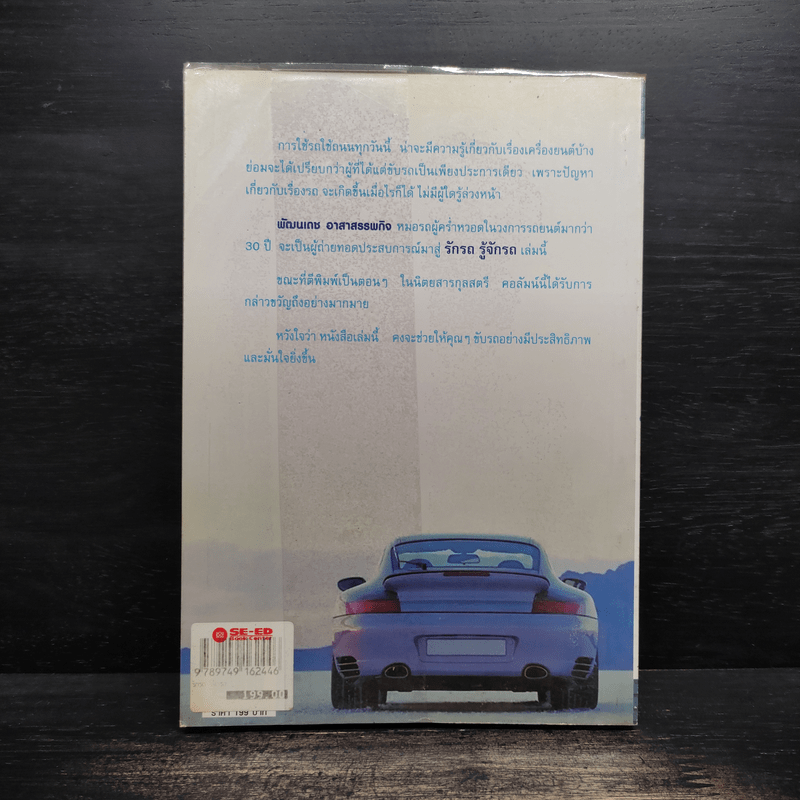 การใช้รถใช้ถนนทุกวันนี้ น่าจะมีความรู้เกี่ยวกับเรื่องเครื่องยนต์บ้าง
ย่อมจะได้เปรียบกว่าผู้ที่ได้แต่ขับรถเป็นเพียงประการเดียว เพราะปัญหา
เกี่ยวกับเรื่องรถ จะเกิดขึ้นเมื่อไรก็ได้ ไม่มีผู้ใดรู้ล่วงหน้า
พัฒนเดช อาสาสรรพกิจ หมอรถผู้คร่ำหวอดในวงการรถยนต์มากว่า
30 ปี จะเป็นผู้ถ่ายทอดประสบการณ์มาสู่ รักรถ รู้จักรถ เล่มนี้
ขณะที่ตีพิมพ์เป็นตอนๆ ในนิตยสารกุลสตรี คอลัมน์นี้ได้รับการ
กล่าวขวัญถึงอย่างมากมาย
หวังใจว่า หนังสือเล่มนี้ คงจะช่วยให้คุณๆ ขับรถอย่างมีประสิทธิภาพ
และมั่นใจยิ่งขึ้น
SE-ED
Book Center
9 789749 162446
199.00
ราคา 199 บาท